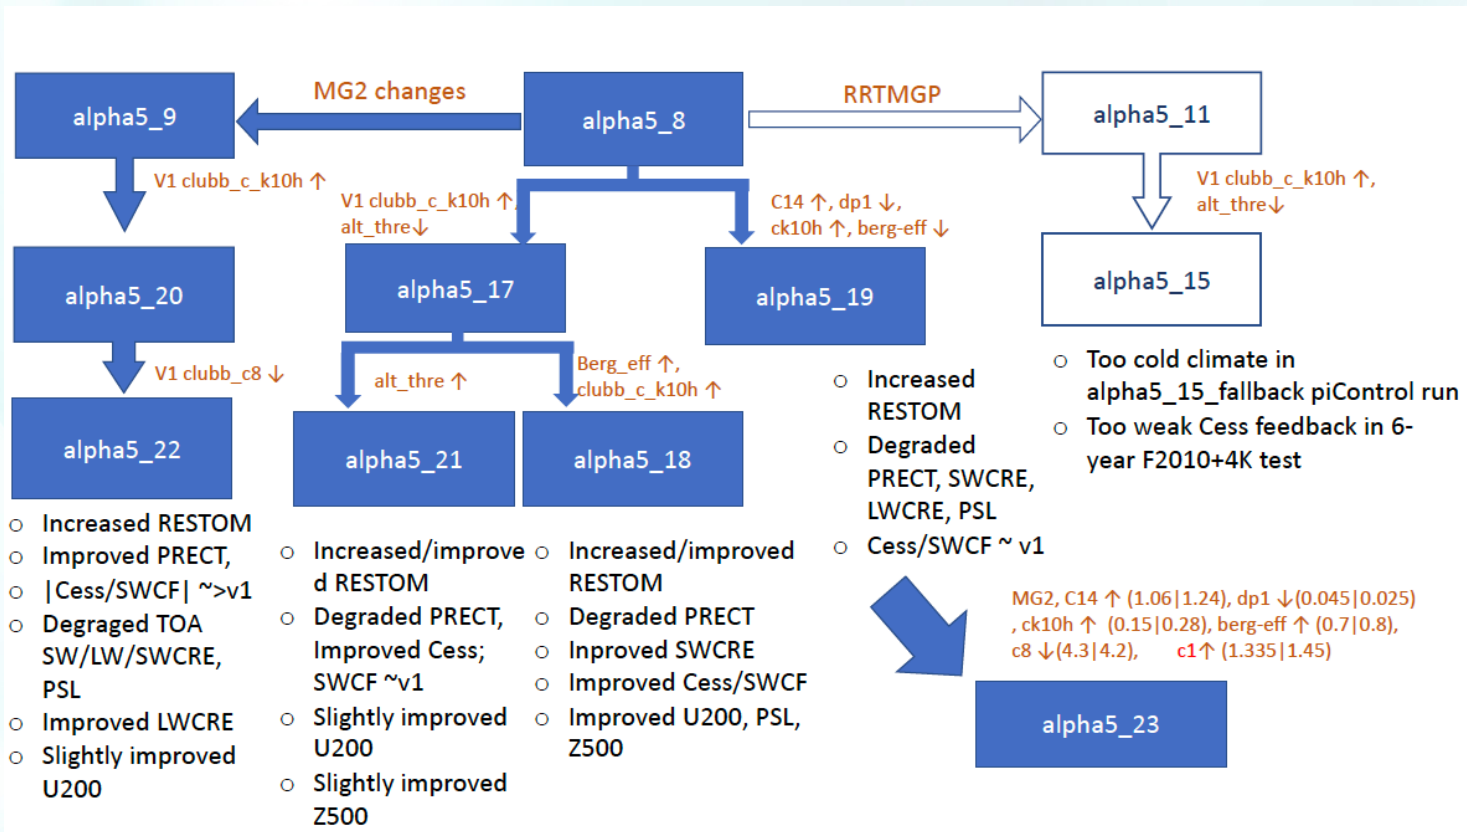 MG2 changes
RRTMGP
alpha5_9
alpha5_8
alpha5_11
V1 clubb_c_k10h ↑
V1 clubb_c_k10h ↑,
alt_thre↓
C14 ↑, dp1 ↓,
ck10h ↑, berg-eff ↓
V1 clubb_c_k10h ↑,
alt_thre↓
alpha5_20
alpha5_17
alpha5_19
alpha5_15
V1 clubb_c8 ↓
alt_thre ↑
Berg_eff ↑,
clubb_c_k10h ↑
alpha5_22
alpha5_21
alpha5_18
○ Increased RESTOM
○ Improved PRECT,
○ |Cess/SWCF| ~>v1
○ Degraged TOA
SW/LW/SWCRE,
PSL
○ Improved LWCRE
○ Slightly improved
U200
○ Increased/improve
d RESTOM
○ Degraded PRECT,
Improved Cess;
SWCF ~v1
○ Slightly improved
U200
○ Slightly improved
Z500
○ Increased/improved
RESTOM
○ Degraded PRECT
○ Inproved SWCRE
○ Improved Cess/SWCF
○ Improved U200, PSL,
Z500
○ Increased
RESTOM
○ Degraded
PRECT, SWCRE,
LWCRE, PSL
○ Cess/SWCF ~ v1
○ Too cold climate in
alpha5_15_fallback piControl run
○ Too weak Cess feedback in 6-
year F2010+4K test
MG2, C14 ↑ (1.06|1.24), dp1 ↓(0.045|0.025)
, ck10h ↑ (0.15|0.28), berg-eff ↑ (0.7|0.8),
c8 ↓(4.3|4.2), c1↑ (1.335|1.45)
alpha5_23